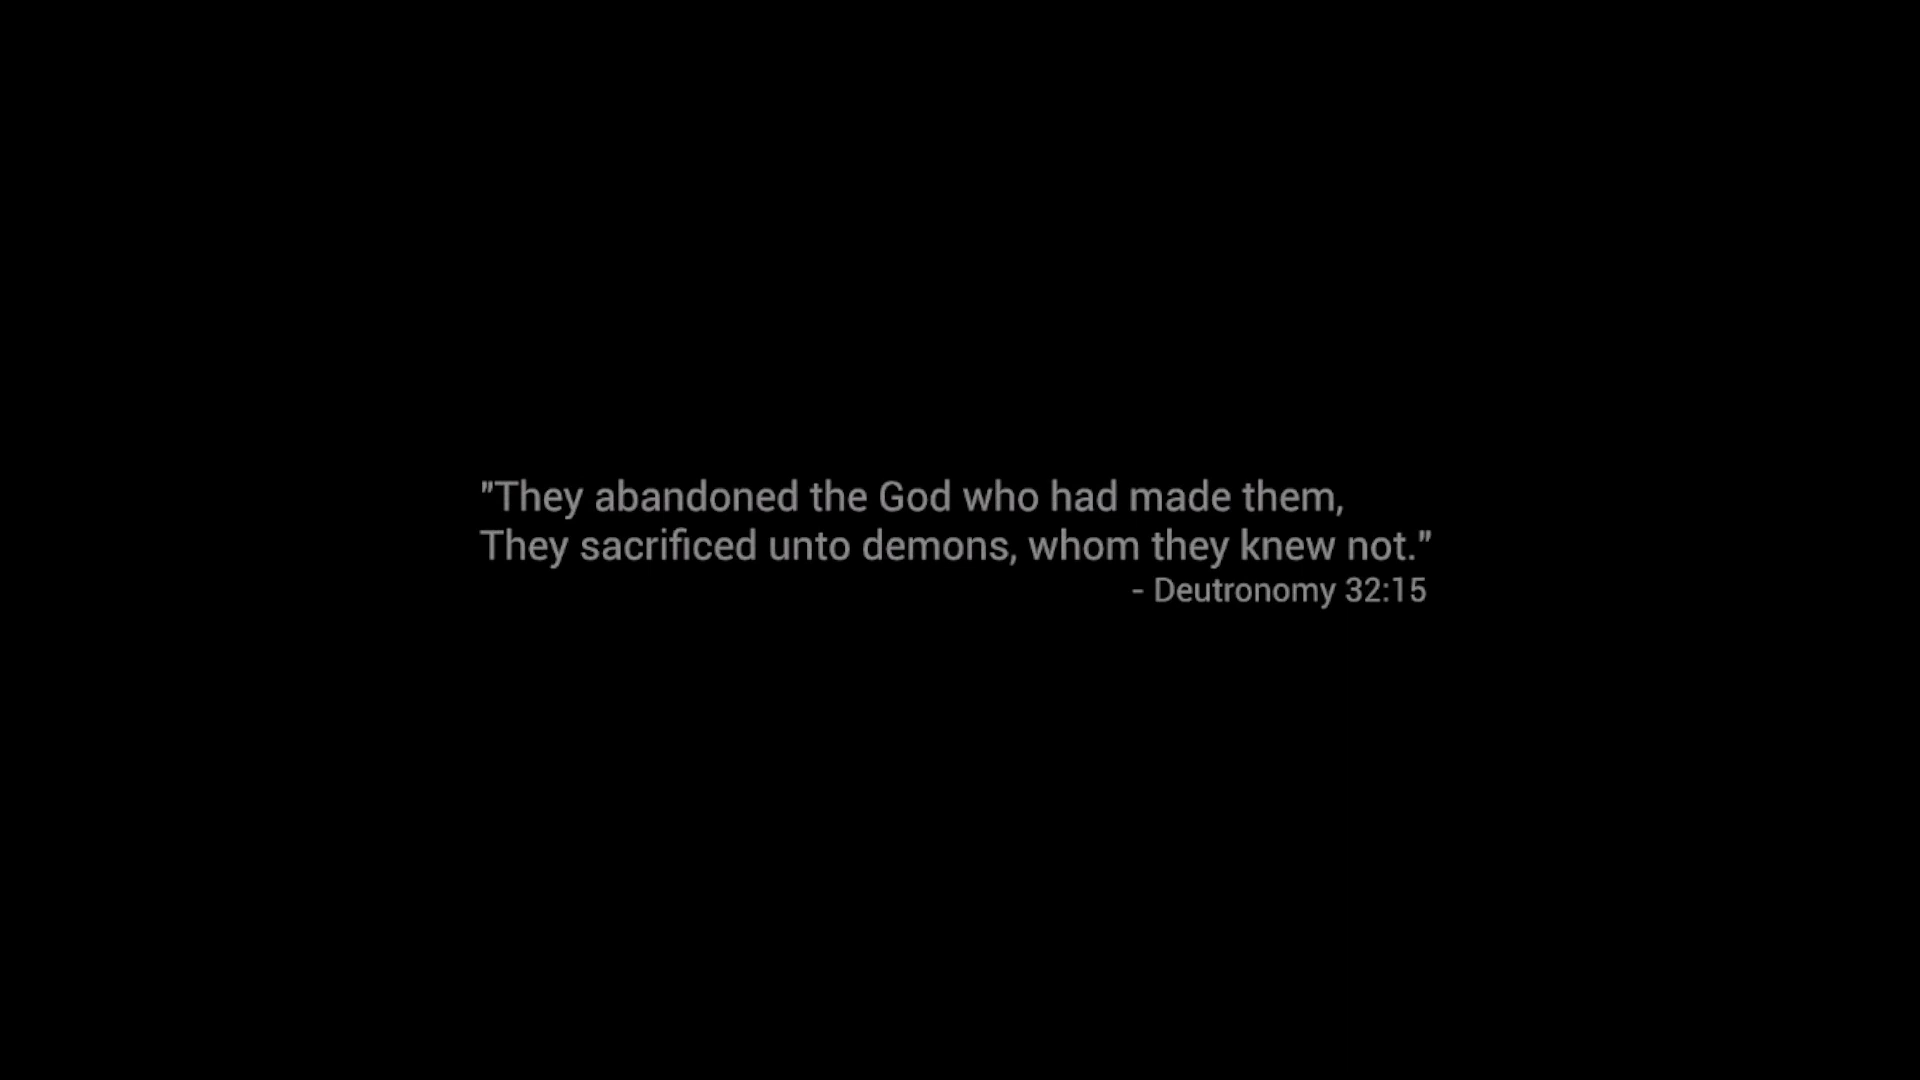 "They abandoned the God who had made them,
They sacrificed unto demons, whom they knew not."
- Deutronomy 32:15